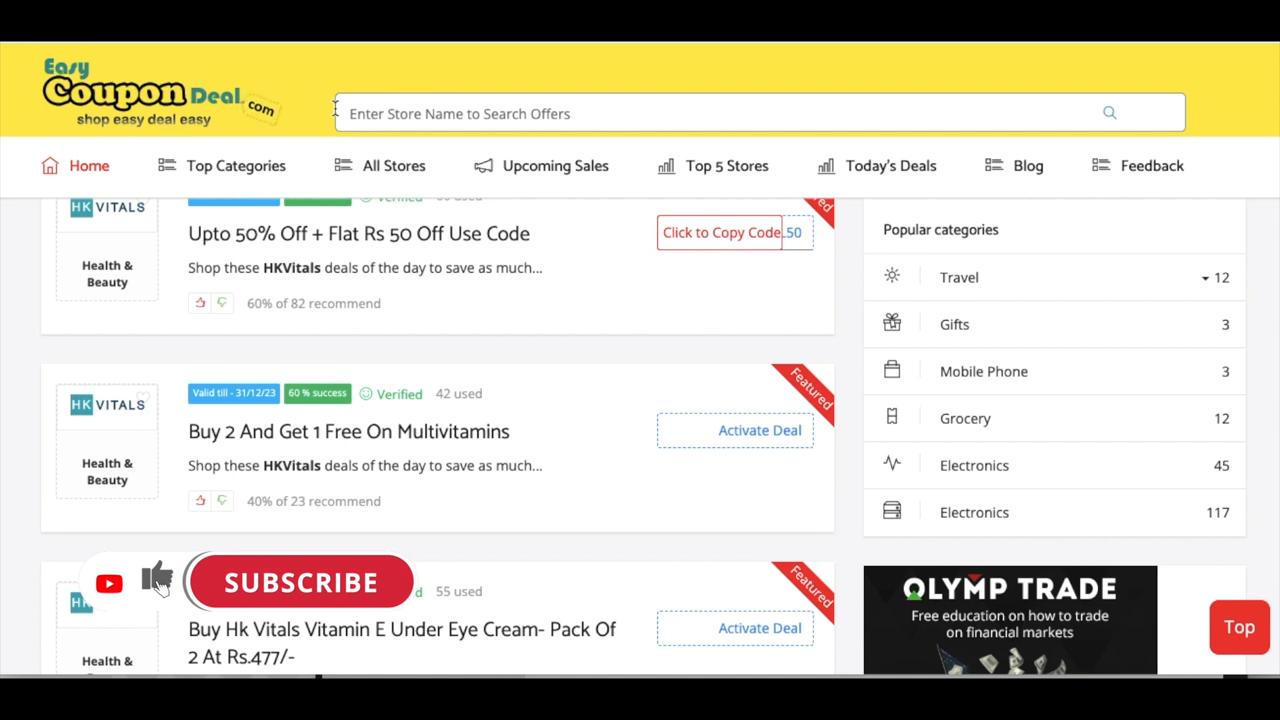 Easy
Coupon Deal.com
shop easy deal easy
Enter Store Name to Search Offers
Home
Top Categories
All Stores
Upcoming Sales
Top 5 Stores
Today's Deals
Blog
Feedback
HK VITALS
Health &
Beauty
Verified
used
Upto 50% Off + Flat Rs 50 Off Use Code
Click to Copy Code
50
Shop these HKVitals deals of the day to save as much...
60% of 82 recommend
HK VITALS
Health &
Beauty
Valid till - 31/12/23
60 % success
Verified
42 used
Featured
Buy 2 And Get 1 Free On Multivitamins
Activate Deal
Shop these HKVitals deals of the day to save as much...
40% of 23 recommend
SUBSCRIBE
55 used
Featured
Buy Hk Vitals Vitamin E Under Eye Cream- Pack Of
2 At Rs.477/-
Activate Deal
Health &
Popular categories
Travel 12
Gifts 3
Mobile Phone 3
Grocery 12
Electronics 45
Electronics 117
OLYMP TRADE
Free education on how to trade
on financial markets
Top